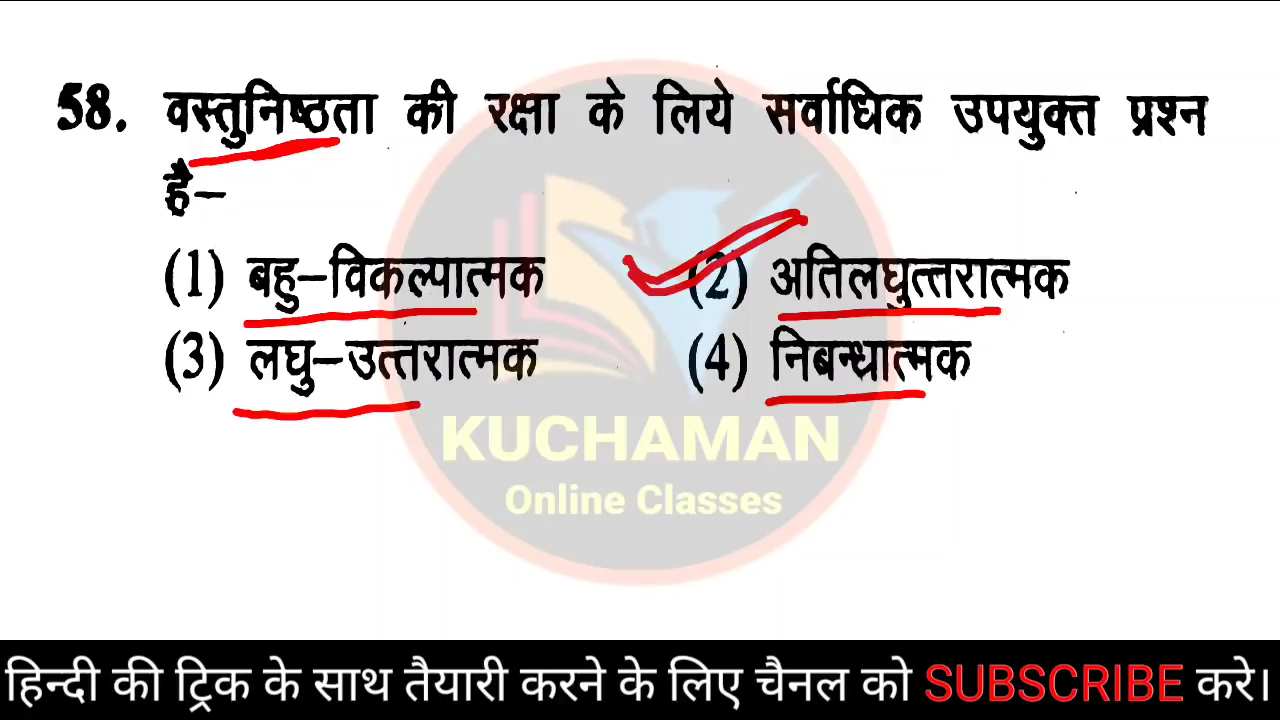 58. वस्तुनिष्ठता की रक्षा के लिये सर्वाधिक उपयुक्त प्रश्न
है–
(1) बहु–विकल्पात्मक (2) अतिलघुत्तरात्मक
(3) लघु–उत्तरात्मक (4) निबन्धात्मक
KUCHAMAN
Online Classes
हिन्दी की ट्रिक के साथ तैयारी करने के लिए चैनल को SUBSCRIBE करे।